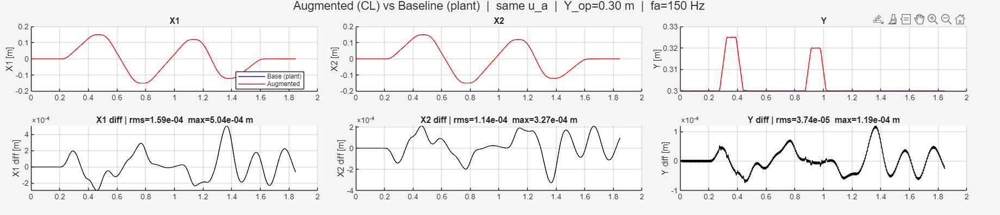 Augmented (CL) vs Baseline (plant) | same u_a | Y_op=0.30 m | fa=150 Hz
X1
X1 [m]
0.2
0.1
0
-0.1
-0.2
0 0.2 0.4 0.6 0.8 1 1.2 1.4 1.6 1.8 2
Base (plant)
Augmented
X2
X2 [m]
0.2
0.1
0
-0.1
-0.2
0 0.2 0.4 0.6 0.8 1 1.2 1.4 1.6 1.8 2
Y
Y [m]
0.33
0.32
0.31
0.3
0 0.2 0.4 0.6 0.8 1 1.2 1.4 1.6 1.8 2
×10-4
X1 diff | rms=1.59e-04 max=5.04e-04 m
X1 diff [m]
4
2
0
-2
0 0.2 0.4 0.6 0.8 1 1.2 1.4 1.6 1.8 2
×10-4
X2 diff | rms=1.14e-04 max=3.27e-04 m
X2 diff [m]
2
0
-2
-4
0 0.2 0.4 0.6 0.8 1 1.2 1.4 1.6 1.8 2
×10-4
Y diff | rms=3.74e-05 max=1.19e-04 m
Y diff [m]
1
0
-1
0 0.2 0.4 0.6 0.8 1 1.2 1.4 1.6 1.8 2